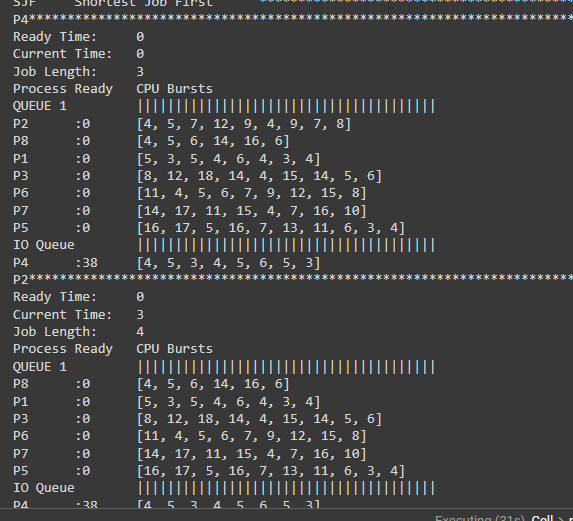 SJF Shortest Job First ****************************************
P4**********************************************************************
Ready Time: 0
Current Time: 0
Job Length: 3
Process Ready CPU Bursts
QUEUE 1 |||||||||||||||||||||||||||||||||||||||
P2 :0 [4, 5, 7, 12, 9, 4, 9, 7, 8]
P8 :0 [4, 5, 6, 14, 16, 6]
P1 :0 [5, 3, 5, 4, 6, 4, 3, 4]
P3 :0 [8, 12, 18, 14, 4, 15, 14, 5, 6]
P6 :0 [11, 4, 5, 6, 7, 9, 12, 15, 8]
P7 :0 [14, 17, 11, 15, 4, 7, 16, 10]
P5 :0 [16, 17, 5, 16, 7, 13, 11, 6, 3, 4]
IO Queue |||||||||||||||||||||||||||||||||||||||
P4 :38 [4, 5, 3, 4, 5, 6, 5, 3]
P2**********************************************************************
Ready Time: 0
Current Time: 3
Job Length: 4
Process Ready CPU Bursts
QUEUE 1 |||||||||||||||||||||||||||||||||||||||
P8 :0 [4, 5, 6, 14, 16, 6]
P1 :0 [5, 3, 5, 4, 6, 4, 3, 4]
P3 :0 [8, 12, 18, 14, 4, 15, 14, 5, 6]
P6 :0 [11, 4, 5, 6, 7, 9, 12, 15, 8]
P7 :0 [14, 17, 11, 15, 4, 7, 16, 10]
P5 :0 [16, 17, 5, 16, 7, 13, 11, 6, 3, 4]
IO Queue |||||||||||||||||||||||||||||||||||||||
P4 :38 [4, 5, 3, 4, 5, 6, 5, 3]
Executing (31s) Cell